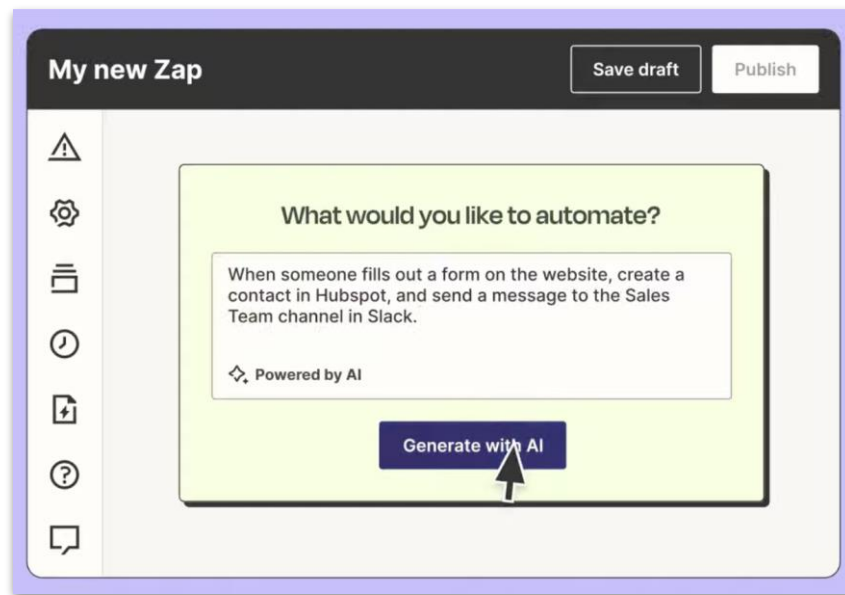 My new Zap
Save draft
Publish
What would you like to automate?
When someone fills out a form on the website, create a
contact in Hubspot, and send a message to the Sales
Team channel in Slack.
Powered by AI
Generate with AI